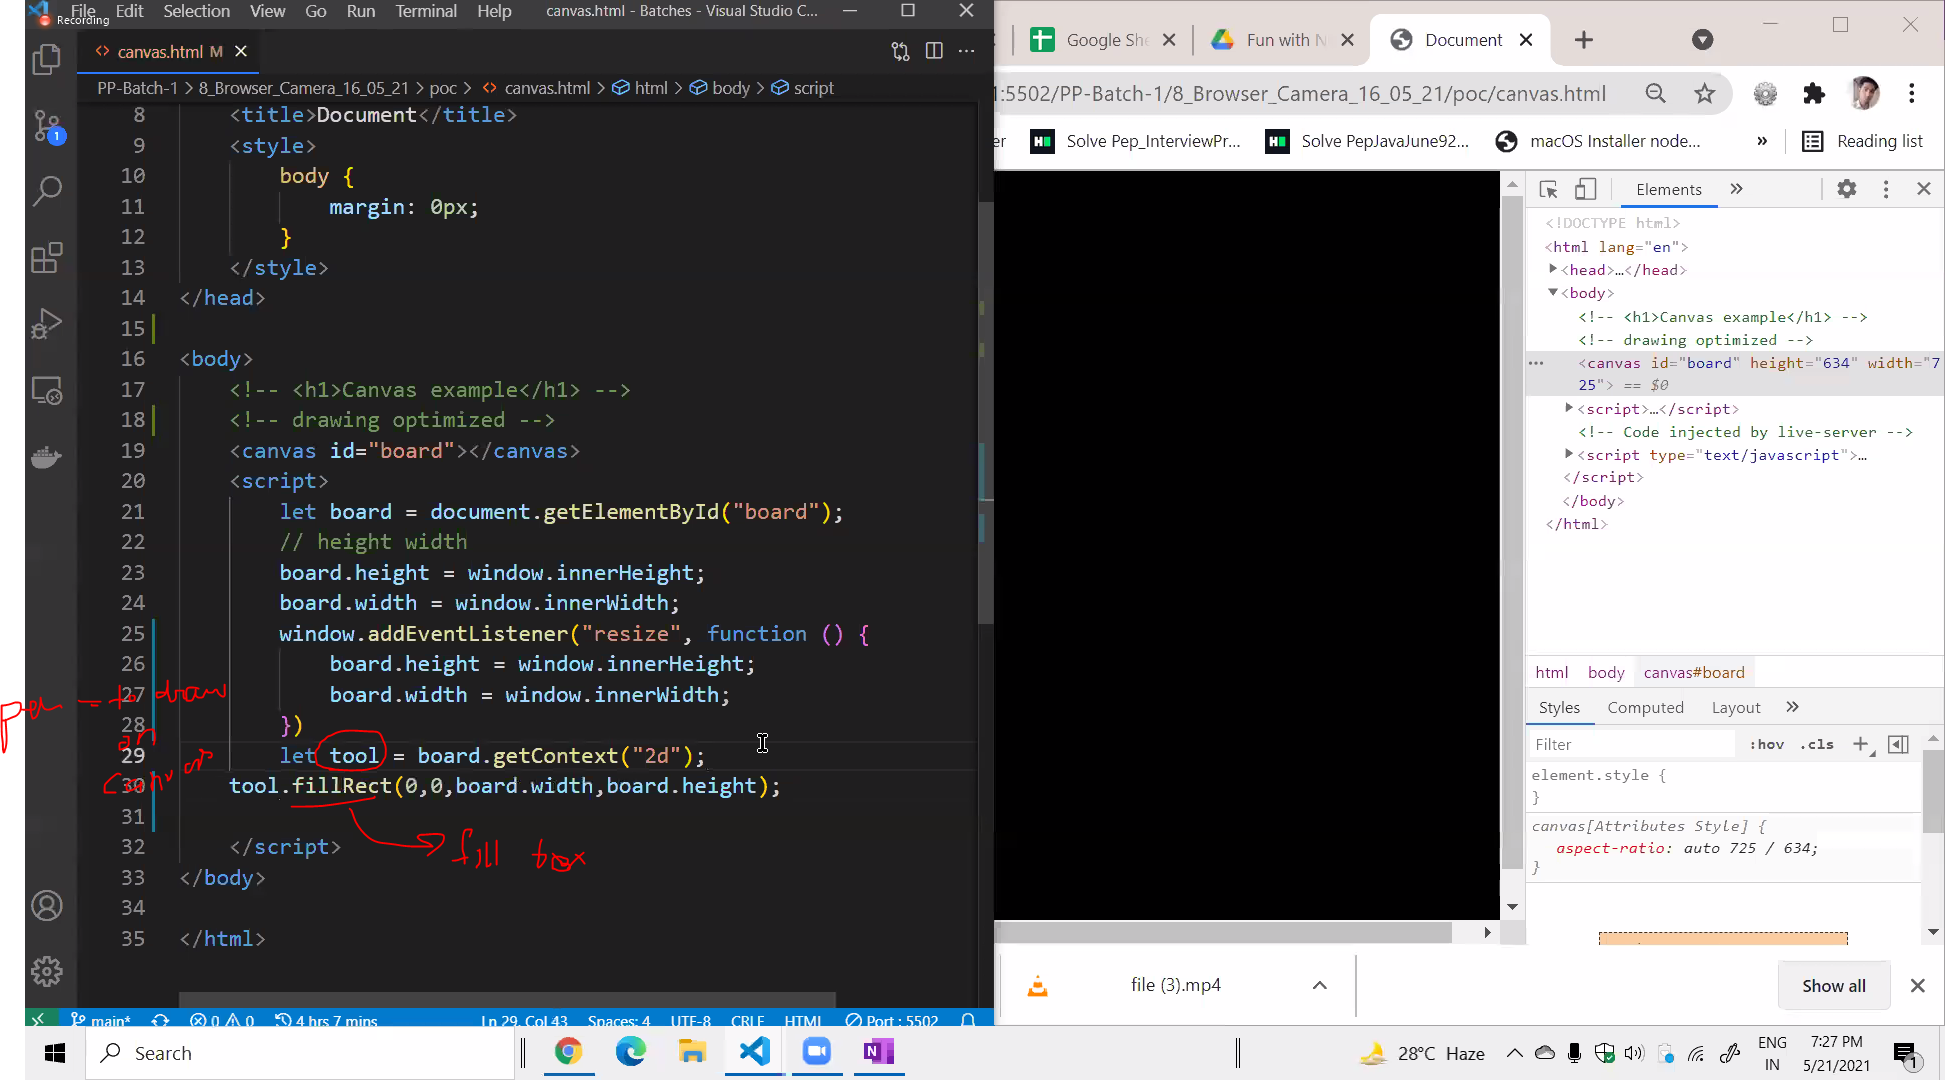 File Edit Selection View Go Run Terminal Help canvas.html - Batches - Visual Studio C...
Recording
canvas.html M
PP-Batch-1 > 8_Browser_Camera_16_05_21 > poc > canvas.html > html > body > script
8 <title>Document</title>
9 <style>
10 body {
11 margin: 0px;
12 }
13 </style>
14 </head>
15
16 <body>
17 <!-- <h1>Canvas example</h1> -->
18 <!-- drawing optimized -->
19 <canvas id="board"></canvas>
20 <script>
21 let board = document.getElementById("board");
22 // height width
23 board.height = window.innerHeight;
24 board.width = window.innerWidth;
25 window.addEventListener("resize", function () {
26 board.height = window.innerHeight;
27 board.width = window.innerWidth;
28 })
29 let tool = board.getContext("2d");
30 tool.fillRect(0,0,board.width,board.height);
31
32 </script>
33 </body>
34
35 </html>
to draw
on
fill box
main* 0 0 4 hrs 7 mins Ln 29, Col 43 Spaces: 4 UTF-8 CRLF HTML Port : 5502
Google She
Fun with N
Document
1:5502/PP-Batch-1/8_Browser_Camera_16_05_21/poc/canvas.html
er Solve Pep_InterviewPr... Solve PepJavaJune92... macOS Installer node... » Reading list
Elements »
<!DOCTYPE html>
<html lang="en">
<head>…</head>
<body>
<!-- <h1>Canvas example</h1> -->
<!-- drawing optimized -->
<canvas id="board" height="634" width="7
25"> == $0
<script>…</script>
<!-- Code injected by live-server -->
<script type="text/javascript">…
</script>
</body>
</html>
html body canvas#board
Styles Computed Layout »
Filter :hov .cls +
element.style {
}
canvas[Attributes Style] {
aspect-ratio: auto 725 / 634;
}
file (3).mp4
Show all
Search
28°C Haze
ENG
IN
7:27 PM
5/21/2021
1